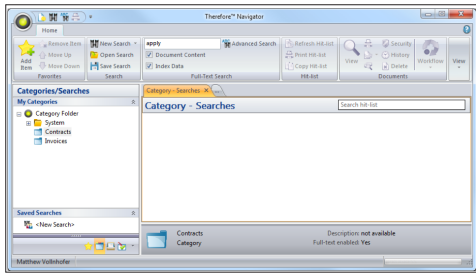 Therefore™ Navigator
Home
Add Item
Remove Item
Move Up
Move Down
Favorites
New Search
Open Search
Save Search
Search
apply
Advanced Search
Document Content
Index Data
Full-Text Search
Refresh Hit-list
Print Hit-list
Copy Hit-list
Hit-list
View
Security
History
Delete
Documents
Workflow
View
Categories/Searches
My Categories
Category Folder
System
Contracts
Invoices
Saved Searches
<New Search>
Category - Searches
Category - Searches
Search hit-list
Contracts
Category
Description: not available
Full-text enabled: Yes
Matthew Vollnhofer